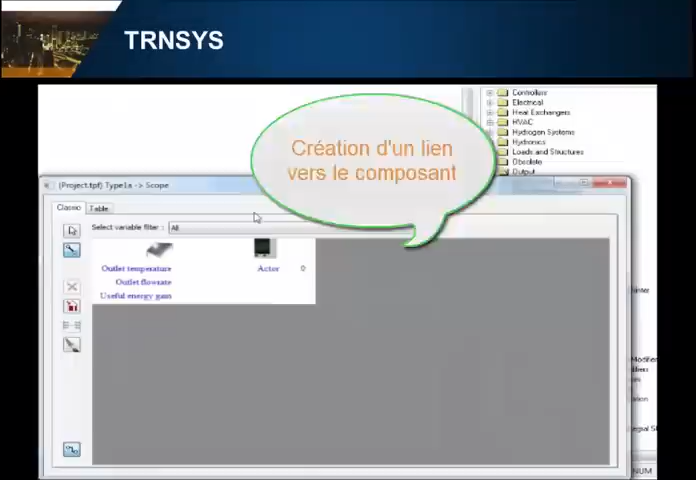 TRNSYS
Controllers
Electrical
Heat Exchangers
HVAC
Hydrogen Systems
Hydronics
Loads and Structures
Obsolete
Output
Création d'un lien
vers le composant
(Project.tpf) Type1a -> Scope
Classic
Table
Select variable filter :
All
Outlet temperature
Actor
0
Outlet flowrate
Useful energy gain
NUM